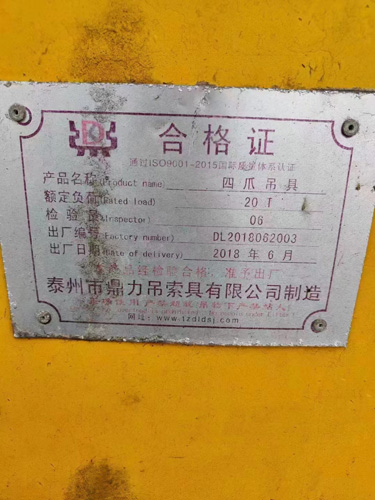 合格证
通过ISO9001-2015国际质量体系认证
产品名称(Product name) 四爪吊具
额定负荷(Rated load) 20 T
检验员(Inspector) 06
出厂编号(Factory number) DL2018062003
出厂日期(Date of delivery) 2018 年 6 月
本产品经检验合格，准予出厂
泰州市鼎力吊索具有限公司制造
网址：www.tzdldsj.com